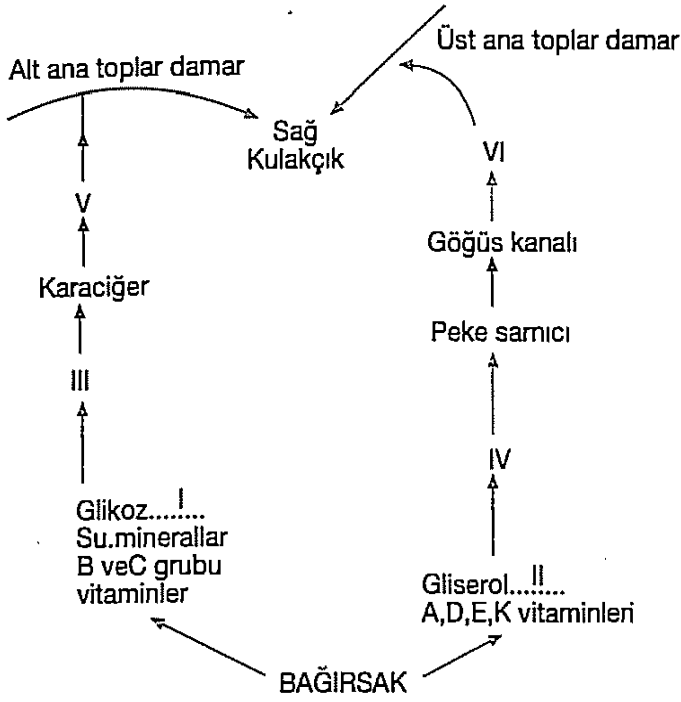 Üst ana toplar damar
Alt ana toplar damar
Sağ
Kulakçık
VI
V
Göğüs kanalı
Karaciğer
Peke sarnıcı
III
IV
Glikoz....I....
Su.minerallar
B veC grubu
vitaminler
Gliserol....II....
A,D,E,K vitaminleri
BAĞIRSAK